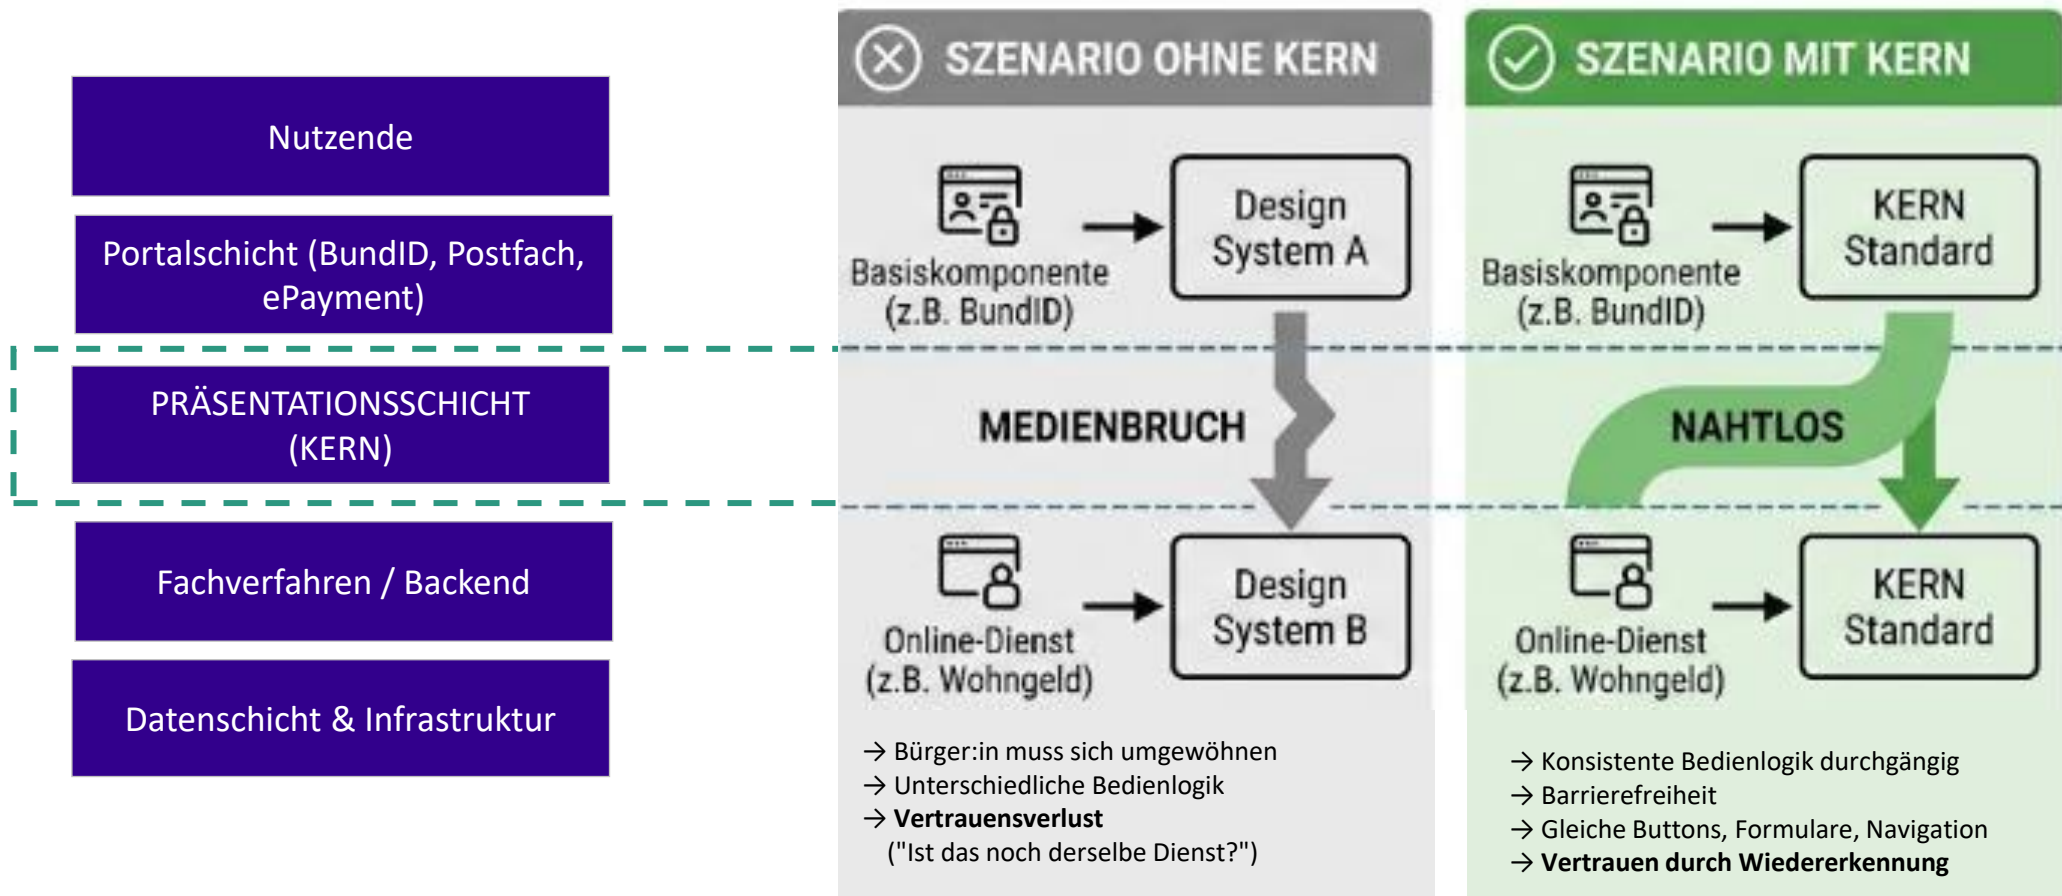 Nutzende
Portalschicht (BundID, Postfach,
ePayment)
PRÄSENTATIONSSCHICHT
(KERN)
Fachverfahren / Backend
Datenschicht & Infrastruktur
SZENARIO OHNE KERN
Basiskomponente
(z.B. BundID)
Design
System A
MEDIENBRUCH
Online-Dienst
(z.B. Wohngeld)
Design
System B
→ Bürger:in muss sich umgewöhnen
→ Unterschiedliche Bedienlogik
→ Vertrauensverlust
("Ist das noch derselbe Dienst?")
SZENARIO MIT KERN
Basiskomponente
(z.B. BundID)
KERN
Standard
NAHTLOS
Online-Dienst
(z.B. Wohngeld)
KERN
Standard
→ Konsistente Bedienlogik durchgängig
→ Barrierefreiheit
→ Gleiche Buttons, Formulare, Navigation
→ Vertrauen durch Wiedererkennung